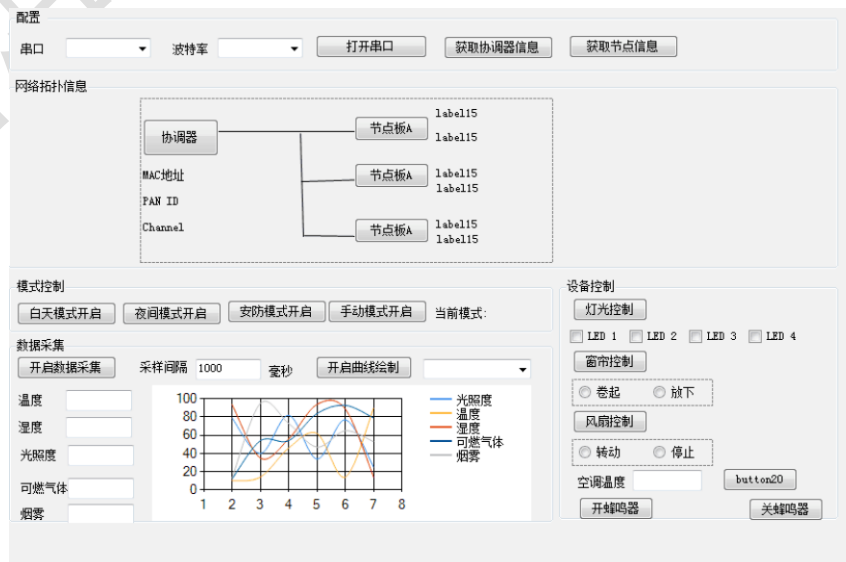 配置
串口 波特率 打开串口 获取协调器信息 获取节点信息
网络拓扑信息
协调器
节点板A
label15
label15
MAC地址
节点板A
label15
label15
PAN ID
Channel
节点板A
label15
label15
模式控制
白天模式开启 夜间模式开启 安防模式开启 手动模式开启 当前模式:
数据采集
开启数据采集 采样间隔 1000 毫秒 开启曲线绘制
温度
湿度
光照度
可燃气体
烟雾
100
80
60
40
20
0
1 2 3 4 5 6 7 8
光照度
温度
湿度
可燃气体
烟雾
设备控制
灯光控制
LED 1 LED 2 LED 3 LED 4
窗帘控制
卷起 放下
风扇控制
转动 停止
空调温度 button20
开蜂鸣器 关蜂鸣器